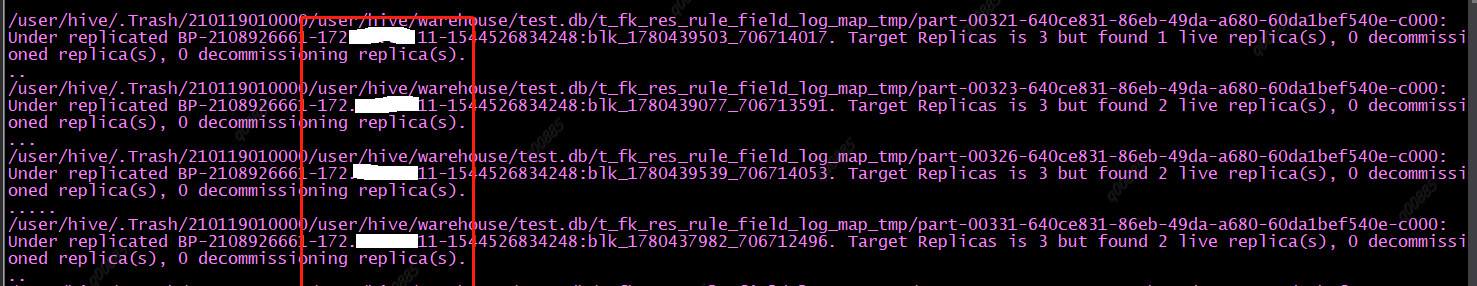 /user/hive/.Trash/210119010000/user/hive/warehouse/test.db/t_fk_res_rule_field_log_map_tmp/part-00321-640ce831-86eb-49da-a680-60da1bef540e-c000:
Under replicated BP-2108926661-172. 11-1544526834248:blk_1780439503_706714017. Target Replicas is 3 but found 1 live replica(s), 0 decommissi
oned replica(s), 0 decommissioning replica(s).
..
/user/hive/.Trash/210119010000/user/hive/warehouse/test.db/t_fk_res_rule_field_log_map_tmp/part-00323-640ce831-86eb-49da-a680-60da1bef540e-c000:
Under replicated BP-2108926661-172. 11-1544526834248:blk_1780439077_706713591. Target Replicas is 3 but found 2 live replica(s), 0 decommissi
oned replica(s), 0 decommissioning replica(s).
...
/user/hive/.Trash/210119010000/user/hive/warehouse/test.db/t_fk_res_rule_field_log_map_tmp/part-00326-640ce831-86eb-49da-a680-60da1bef540e-c000:
Under replicated BP-2108926661-172. 11-1544526834248:blk_1780439539_706714053. Target Replicas is 3 but found 2 live replica(s), 0 decommissi
oned replica(s), 0 decommissioning replica(s).
.....
/user/hive/.Trash/210119010000/user/hive/warehouse/test.db/t_fk_res_rule_field_log_map_tmp/part-00331-640ce831-86eb-49da-a680-60da1bef540e-c000:
Under replicated BP-2108926661-172. 11-1544526834248:blk_1780437982_706712496. Target Replicas is 3 but found 2 live replica(s), 0 decommissi
oned replica(s), 0 decommissioning replica(s).
..